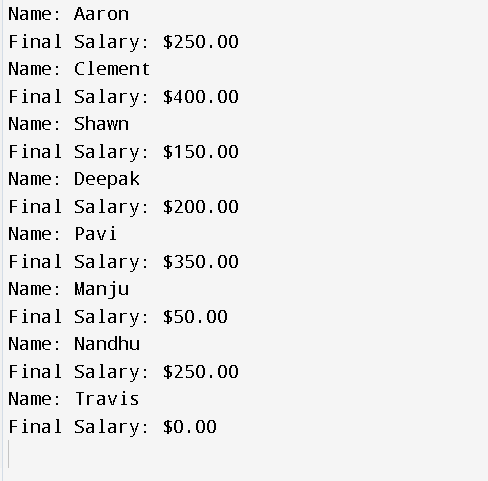 Name: Aaron
Final Salary: $250.00
Name: Clement
Final Salary: $400.00
Name: Shawn
Final Salary: $150.00
Name: Deepak
Final Salary: $200.00
Name: Pavi
Final Salary: $350.00
Name: Manju
Final Salary: $50.00
Name: Nandhu
Final Salary: $250.00
Name: Travis
Final Salary: $0.00